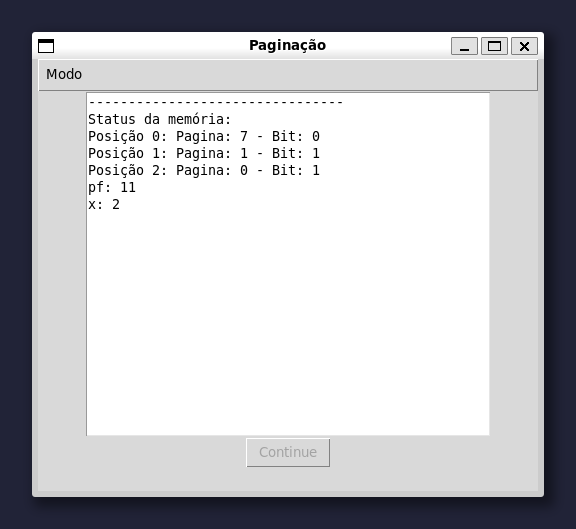 Paginação
Modo
--------------------------------
Status da memória:
Posição 0: Pagina: 7 - Bit: 0
Posição 1: Pagina: 1 - Bit: 1
Posição 2: Pagina: 0 - Bit: 1
pf: 11
x: 2
Continue